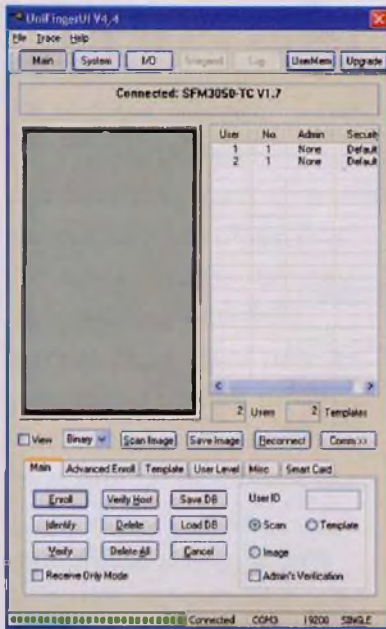 UniFingerUI V4.4
File Trace Help
Main System I/O Wiegand Log UserMem Upgrade
Connected: SFM3050-TC V1.7
User No. Admin Security
1 1 None Default
2 1 None Default
2 Users 2 Templates
View Binary Scan Image Save Image Reconnect Comm>>
Main Advanced Enroll Template User Level Misc Smart Card
Enroll Verify Host Save DB User ID
Identify Delete Load DB Scan Template
Verify Delete All Cancel Image
Receive Only Mode Admin's Verification
Connected COM3 19200 SINGLE